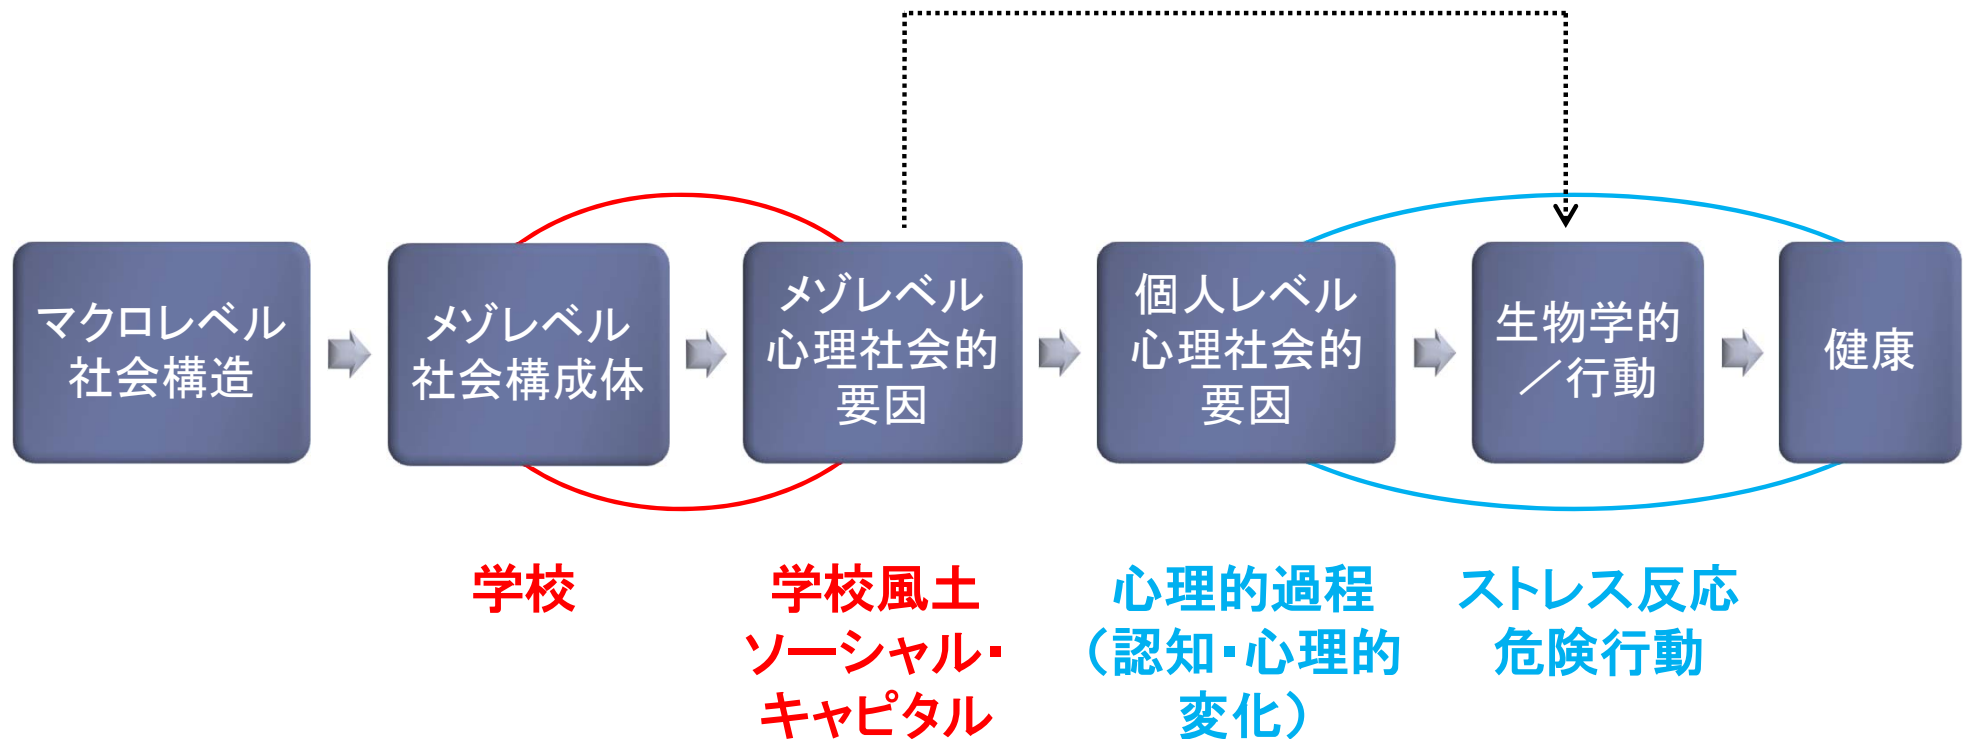 マクロレベル
社会構造
メゾレベル
社会構成体
メゾレベル
心理社会的
要因
個人レベル
心理社会的
要因
生物学的
／行動
健康
学校
学校風土
ソーシャル・
キャピタル
心理的過程
（認知・心理的
変化）
ストレス反応
危険行動